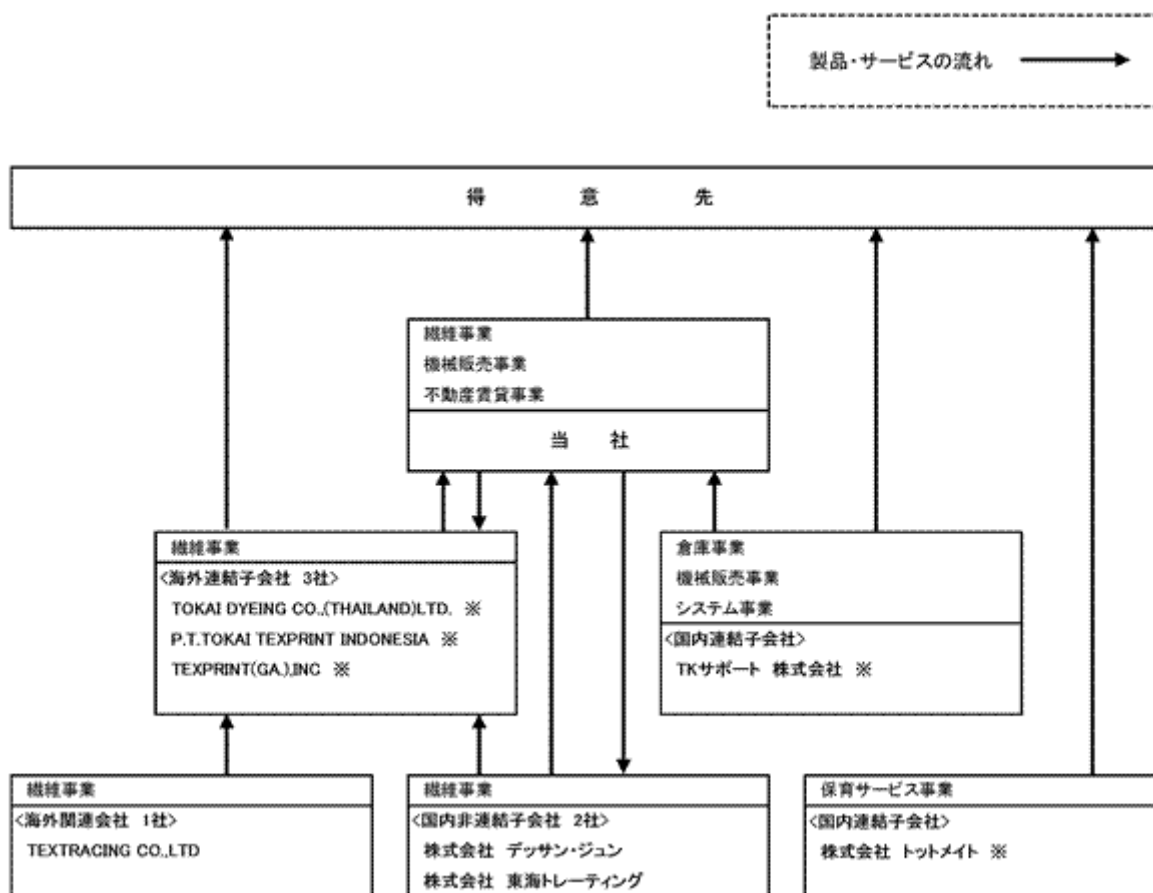 製品・サービスの流れ
得 意 先
繊維事業
機械販売事業
不動産賃貸事業
当 社
繊維事業
<海外連結子会社 3社>
TOKAI DYEING CO.,(THAILAND)LTD. ※
P.T.TOKAI TEXPRINT INDONESIA ※
TEXPRINT(GA.),INC ※
倉庫事業
機械販売事業
システム事業
<国内連結子会社>
TKサポート 株式会社 ※
繊維事業
<海外関連会社 1社>
TEXTRACING CO.,LTD
繊維事業
<国内非連結子会社 2社>
株式会社 デッサン・ジュン
株式会社 東海トレーティング
保育サービス事業
<国内連結子会社>
株式会社 トットメイト ※